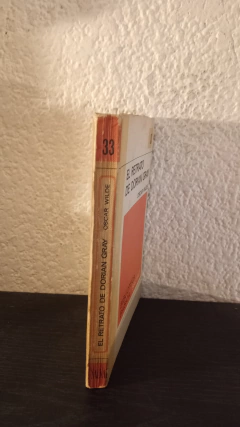 33
EL RETRATO DE DORIAN GRAY OSCAR WILDE
EL RETRATO
DE DORIAN GRAY